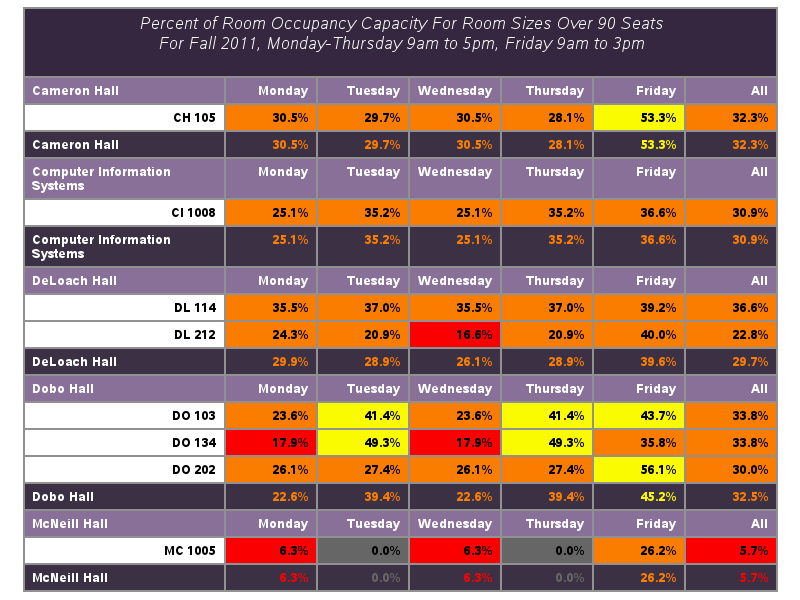 Percent of Room Occupancy Capacity For Room Sizes Over 90 Seats
For Fall 2011, Monday-Thursday 9am to 5pm, Friday 9am to 3pm
Cameron Hall Monday Tuesday Wednesday Thursday Friday All
CH 105 30.5% 29.7% 30.5% 28.1% 53.3% 32.3%
Cameron Hall 30.5% 29.7% 30.5% 28.1% 53.3% 32.3%
Computer Information Monday Tuesday Wednesday Thursday Friday All
Systems
CI 1008 25.1% 35.2% 25.1% 35.2% 36.6% 30.9%
Computer Information 25.1% 35.2% 25.1% 35.2% 36.6% 30.9%
Systems
DeLoach Hall Monday Tuesday Wednesday Thursday Friday All
DL 114 35.5% 37.0% 35.5% 37.0% 39.2% 36.6%
DL 212 24.3% 20.9% 16.6% 20.9% 40.0% 22.8%
DeLoach Hall 29.9% 28.9% 26.1% 28.9% 39.6% 29.7%
Dobo Hall Monday Tuesday Wednesday Thursday Friday All
DO 103 23.6% 41.4% 23.6% 41.4% 43.7% 33.8%
DO 134 17.9% 49.3% 17.9% 49.3% 35.8% 33.8%
DO 202 26.1% 27.4% 26.1% 27.4% 56.1% 30.0%
Dobo Hall 22.6% 39.4% 22.6% 39.4% 45.2% 32.5%
McNeill Hall Monday Tuesday Wednesday Thursday Friday All
MC 1005 6.3% 0.0% 6.3% 0.0% 26.2% 5.7%
McNeill Hall 6.3% 0.0% 6.3% 0.0% 26.2% 5.7%